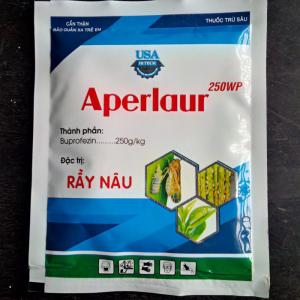 CẨN THẬN
BẢO QUẢN XA TRẺ EM
THUỐC TRỪ SÂU
USA
Aperlaur 250WP
Thành phần:
Buprofezin.........250g/kg
Đặc trị:
RẦY NÂU